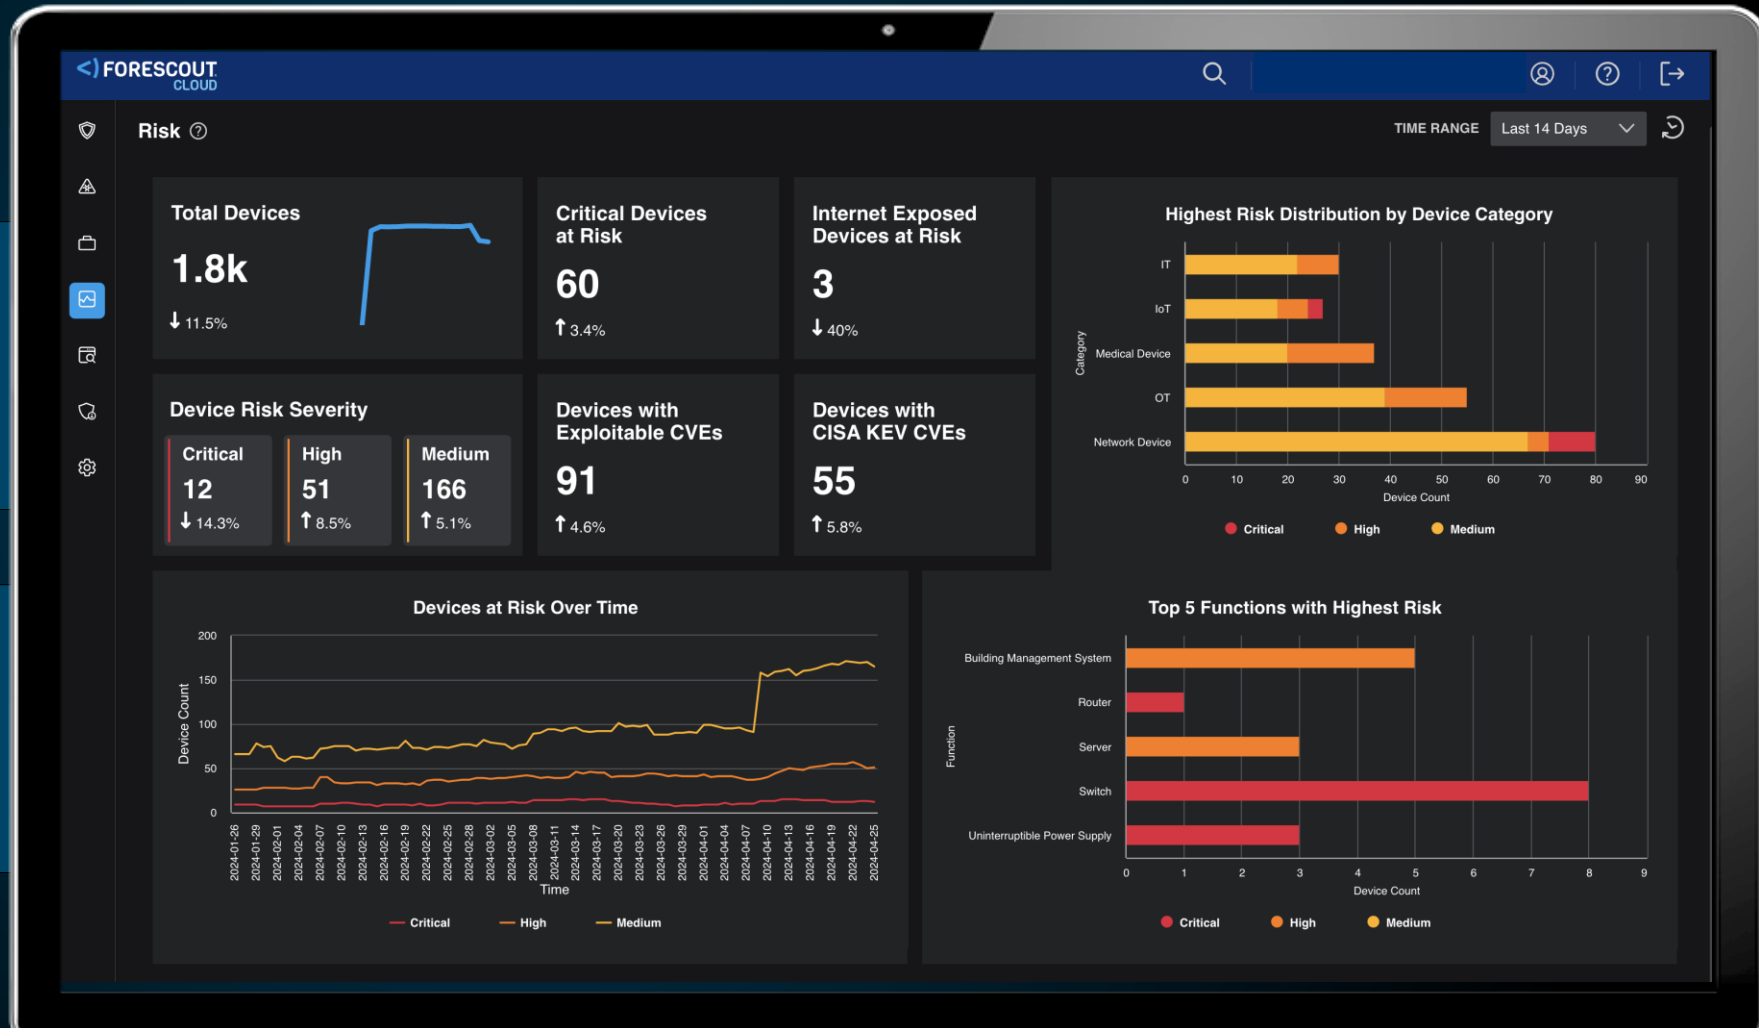 FORESCOUT
CLOUD
Risk
TIME RANGE
Last 14 Days
Total Devices
1.8k
11.5%
Critical Devices
at Risk
60
3.4%
Internet Exposed
Devices at Risk
3
40%
Device Risk Severity
Critical
12
14.3%
High
51
8.5%
Medium
166
5.1%
Devices with
Exploitable CVEs
91
4.6%
Devices with
CISA KEV CVEs
55
5.8%
Highest Risk Distribution by Device Category
Category
IT
IoT
Medical Device
OT
Network Device
0 10 20 30 40 50 60 70 80 90
Device Count
Critical High Medium
Devices at Risk Over Time
Device Count
200
150
100
50
0
2024-01-26
2024-01-29
2024-02-01
2024-02-04
2024-02-07
2024-02-10
2024-02-13
2024-02-16
2024-02-19
2024-02-22
2024-02-25
2024-02-28
2024-03-02
2024-03-05
2024-03-08
2024-03-11
2024-03-14
2024-03-17
2024-03-20
2024-03-23
2024-03-26
2024-03-29
2024-04-01
2024-04-04
2024-04-07
2024-04-10
2024-04-13
2024-04-16
2024-04-19
2024-04-22
2024-04-25
Time
Critical High Medium
Top 5 Functions with Highest Risk
Function
Building Management System
Router
Server
Switch
Uninterruptible Power Supply
0 1 2 3 4 5 6 7 8 9
Device Count
Critical High Medium